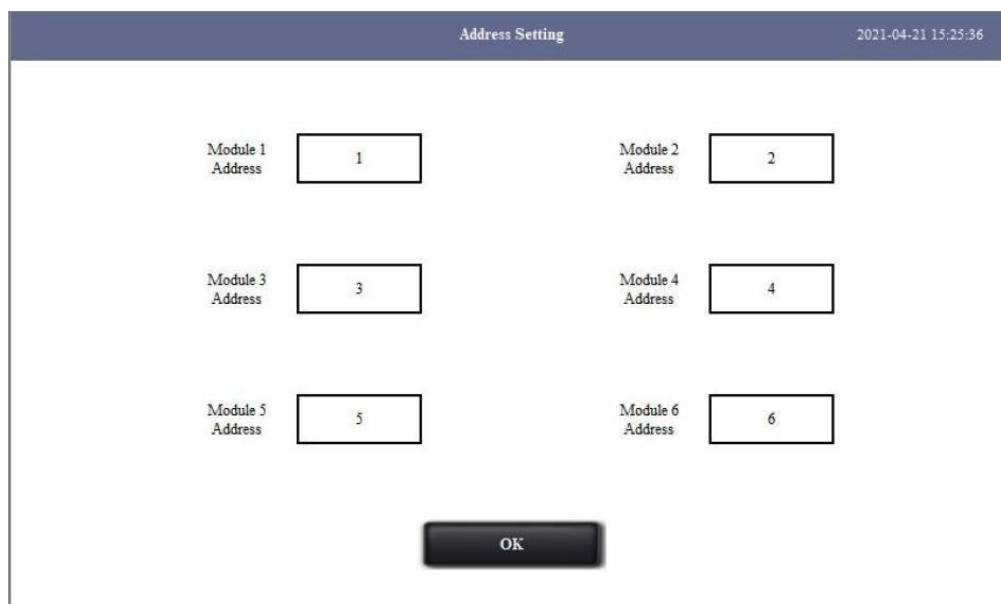 Address Setting
2021-04-21 15:25:36
Module 1
Address
1
Module 2
Address
2
Module 3
Address
3
Module 4
Address
4
Module 5
Address
5
Module 6
Address
6
OK